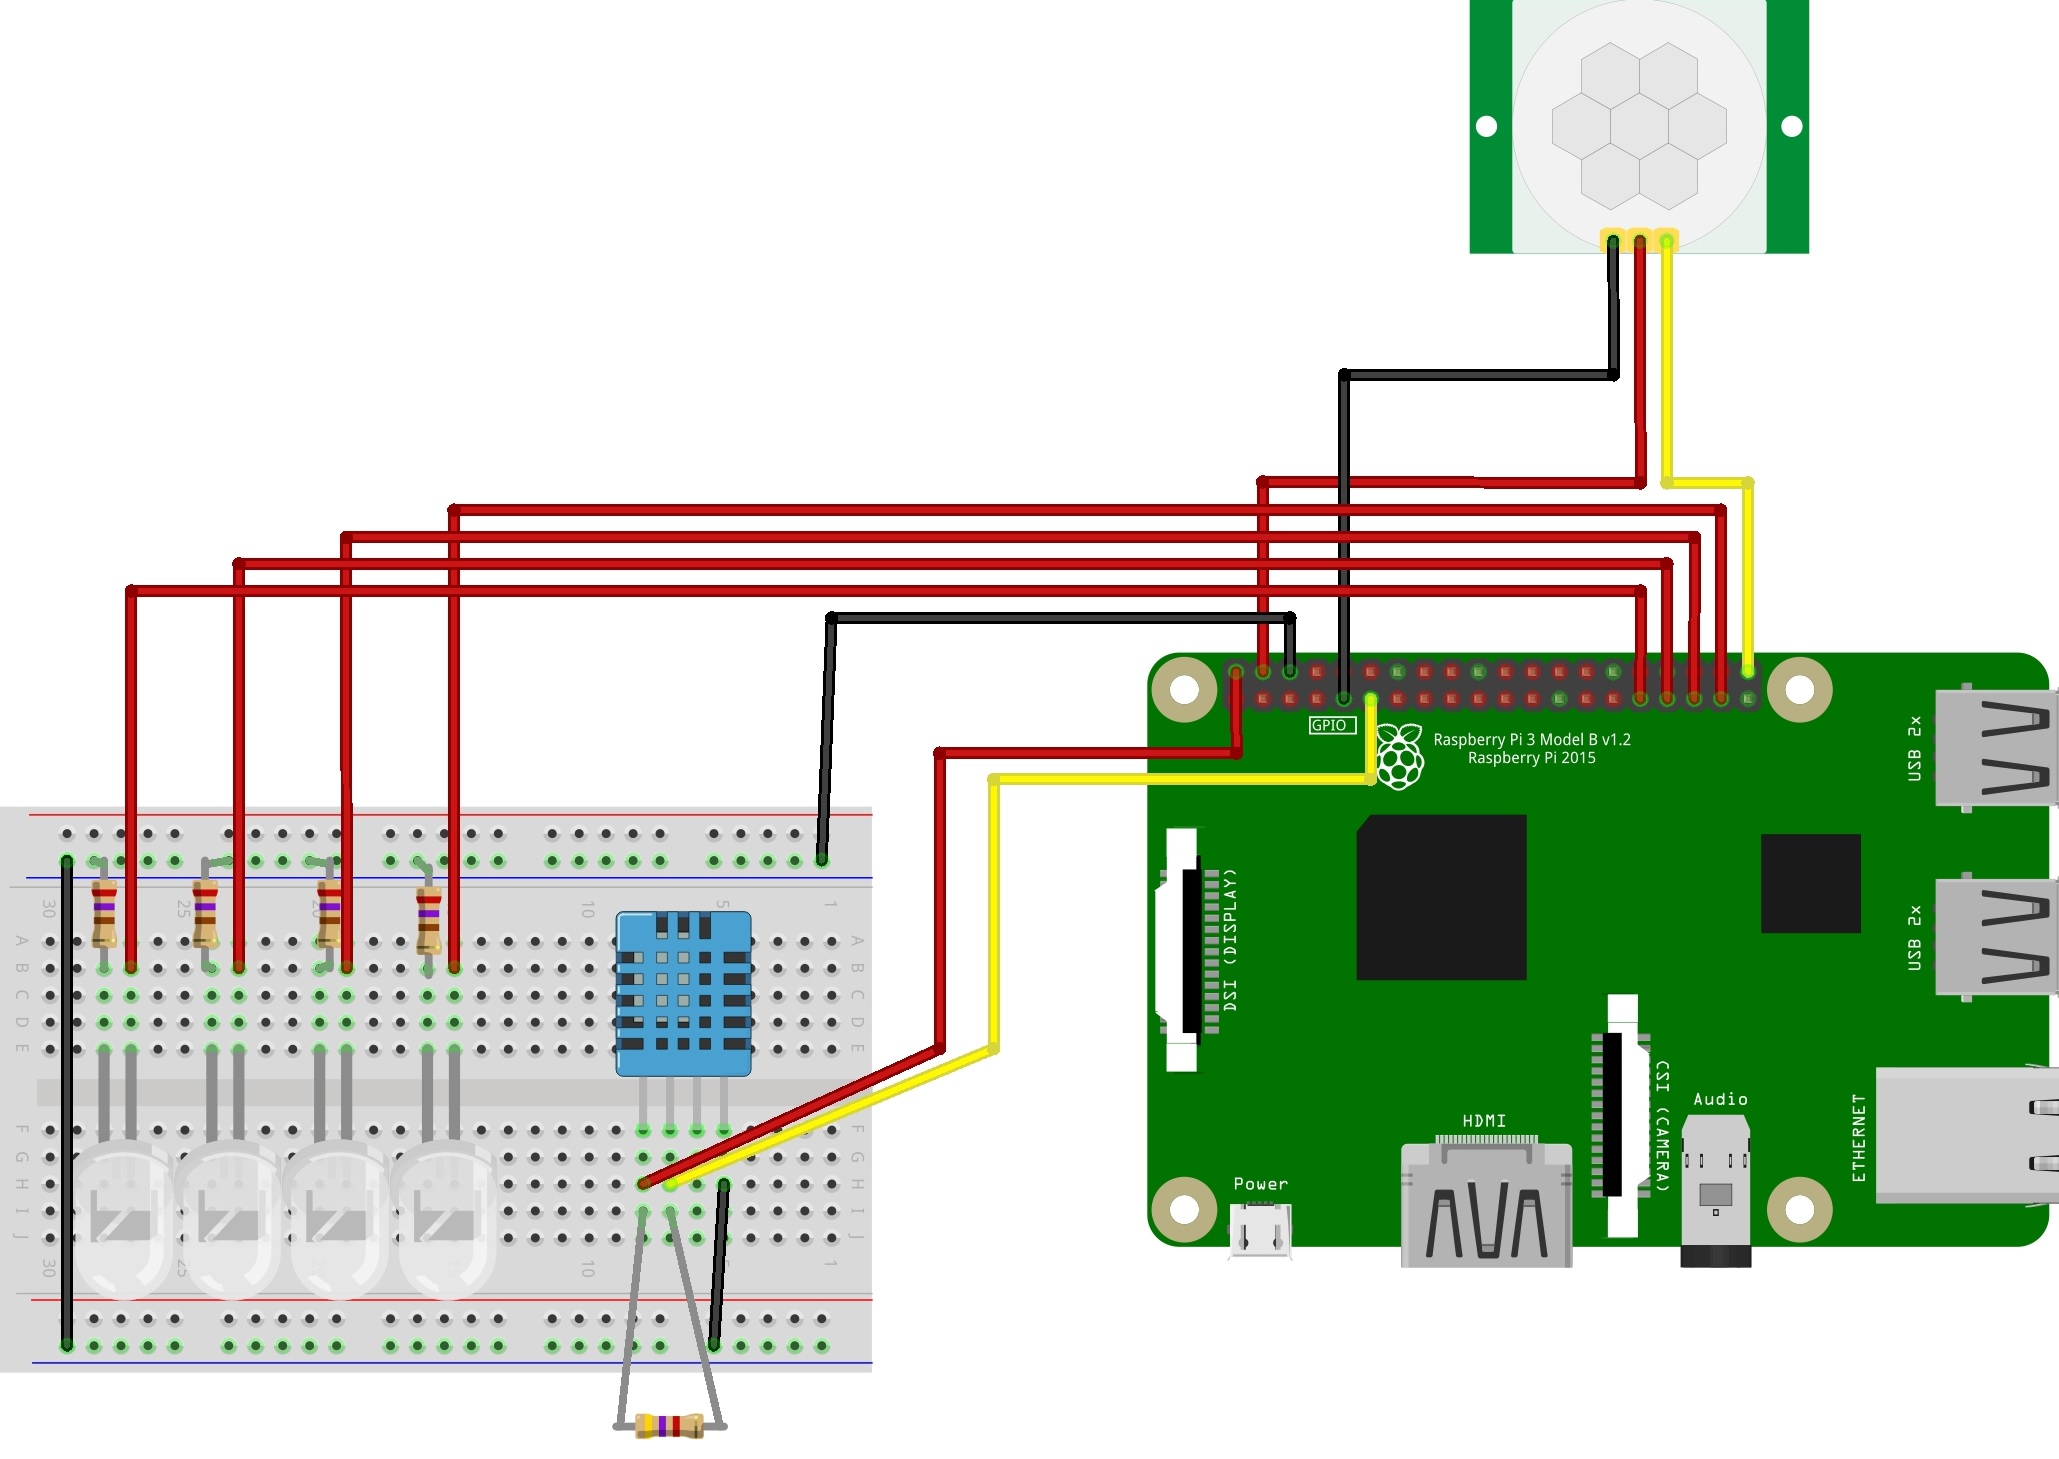 GPIO
Raspberry Pi 3 Model B v1.2
Raspberry Pi 2015
USB 2x
USB 2x
DSI (DISPLAY)
CSI (CAMERA)
Audio
HDMI
ETHERNET
Power
30
25
20
10
5
1
A
B
C
D
E
F
G
H
I
J
A
B
C
D
E
F
G
H
I
J
30
25
10
1